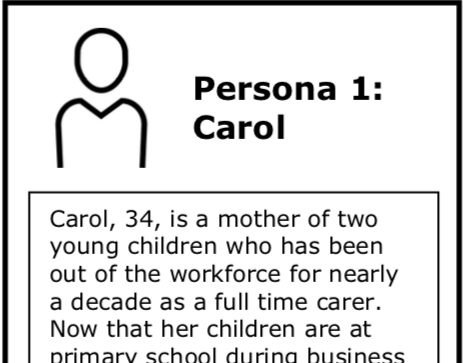 Persona 1:
Carol
Carol, 34, is a mother of two
young children who has been
out of the workforce for nearly
a decade as a full time carer.
Now that her children are at
primary school during business